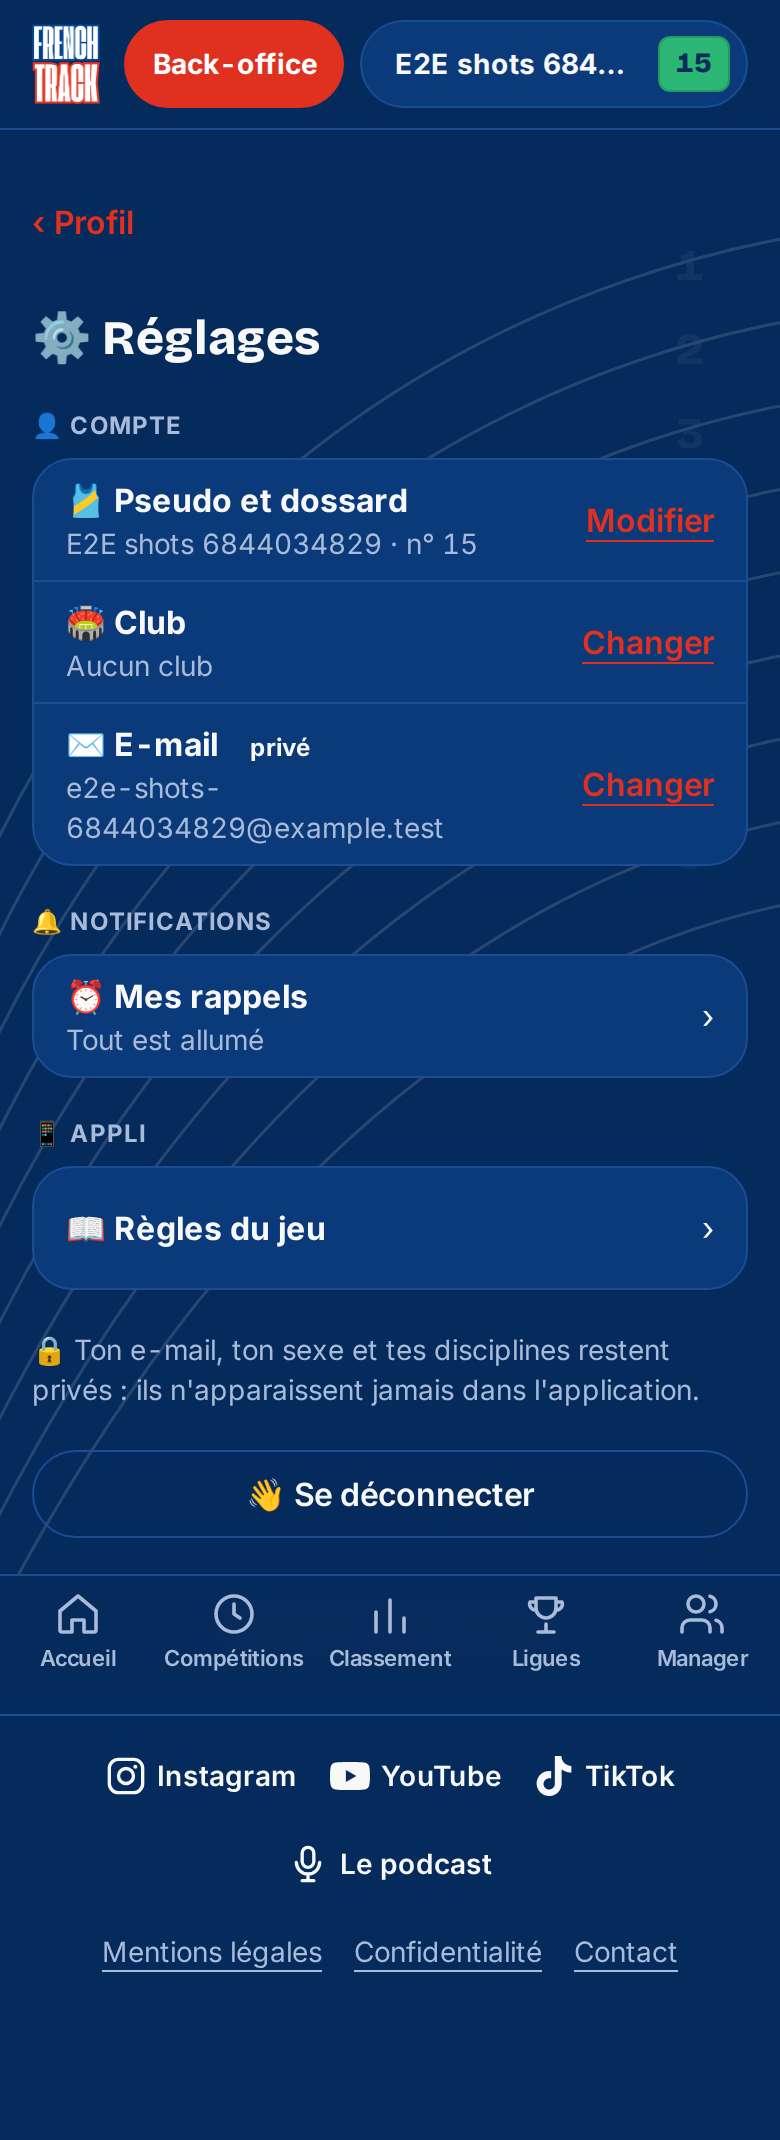 FRENCH
TRACK
Back-office
E2E shots 684...
15
‹ Profil
1
2
3
⚙️ Réglages
👤 COMPTE
🎽 Pseudo et dossard
E2E shots 6844034829 · n° 15
Modifier
🏟️ Club
Aucun club
Changer
✉️ E-mail privé
e2e-shots-
6844034829@example.test
Changer
🔔 NOTIFICATIONS
⏰ Mes rappels
Tout est allumé
›
📱 APPLI
📖 Règles du jeu
›
🔒 Ton e-mail, ton sexe et tes disciplines restent
privés : ils n'apparaissent jamais dans l'application.
👋 Se déconnecter
Accueil
Compétitions
Classement
Ligues
Manager
Instagram
YouTube
TikTok
Le podcast
Mentions légales
Confidentialité
Contact